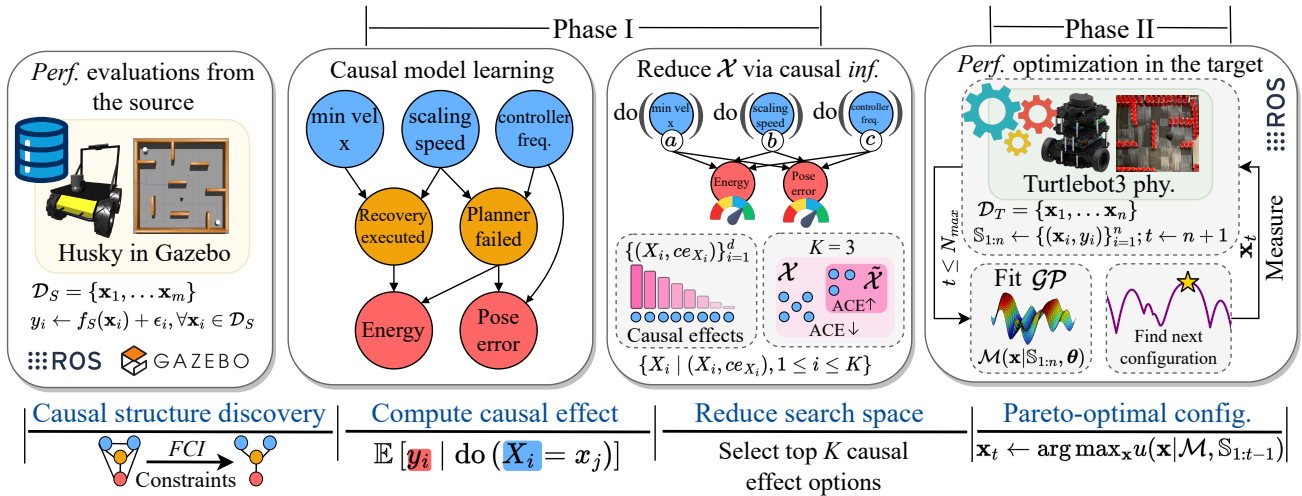 Phase I
Phase II
Perf. evaluations from
the source
Husky in Gazebo
𝒟_S = {𝐱_1, … 𝐱_m}
y_i ← f_S(𝐱_i) + ϵ_i, ∀𝐱_i ∈ 𝒟_S
ROS
GAZEBO
Causal model learning
min vel
x
scaling
speed
controller
freq.
Recovery
executed
Planner
failed
Energy
Pose
error
Reduce 𝒳 via causal inf.
do(min vel
x)
do(scaling
speed)
do(controller
freq.)
a
b
c
Energy
Pose
error
{(X_i, ce_{X_i})}_{i=1}^d
Causal effects
K = 3
𝒳
𝒳̃
ACE↑
ACE↓
{X_i | (X_i, ce_{X_i}), 1 ≤ i ≤ K}
Perf. optimization in the target
ROS
Turtlebot3 phy.
𝒟_T = {𝐱_1, … 𝐱_n}
𝕊_{1:n} ← {(𝐱_i, y_i)}_{i=1}^n; t ← n + 1
t ≤ N_max
Fit 𝒢𝒫
ℳ(𝐱|𝕊_{1:n}, 𝜽)
Find next
configuration
𝐱_t
Measure
Causal structure discovery
FCI
Constraints
Compute causal effect
𝔼 [y_i | do (X_i = x_j)]
Reduce search space
Select top K causal
effect options
Pareto-optimal config.
𝐱_t ← arg max_𝐱 u(𝐱|ℳ, 𝕊_{1:t−1})